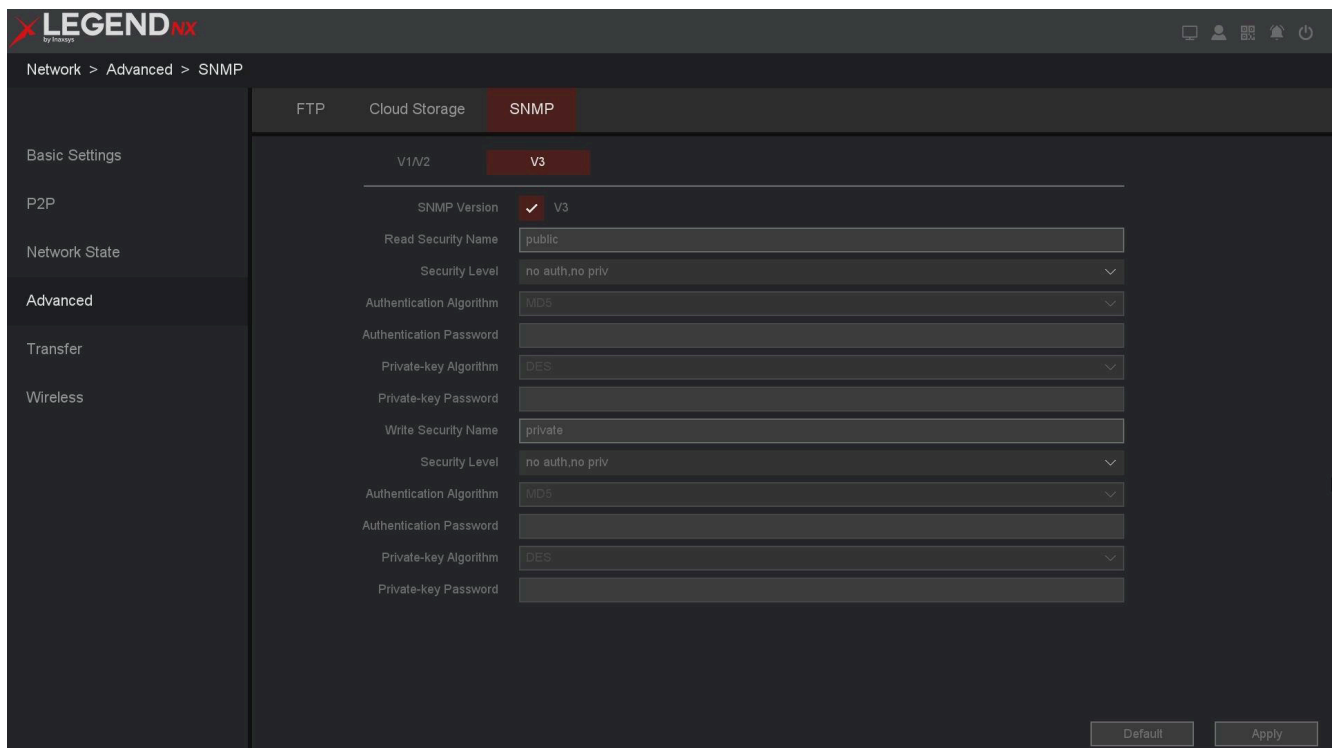 LEGEND NX
by Inaxsys
Network > Advanced > SNMP
FTP Cloud Storage SNMP
Basic Settings
P2P
Network State
Advanced
Transfer
Wireless
V1/V2 V3
SNMP Version V3
Read Security Name public
Security Level no auth,no priv
Authentication Algorithm MD5
Authentication Password
Private-key Algorithm DES
Private-key Password
Write Security Name private
Security Level no auth,no priv
Authentication Algorithm MD5
Authentication Password
Private-key Algorithm DES
Private-key Password
Default Apply